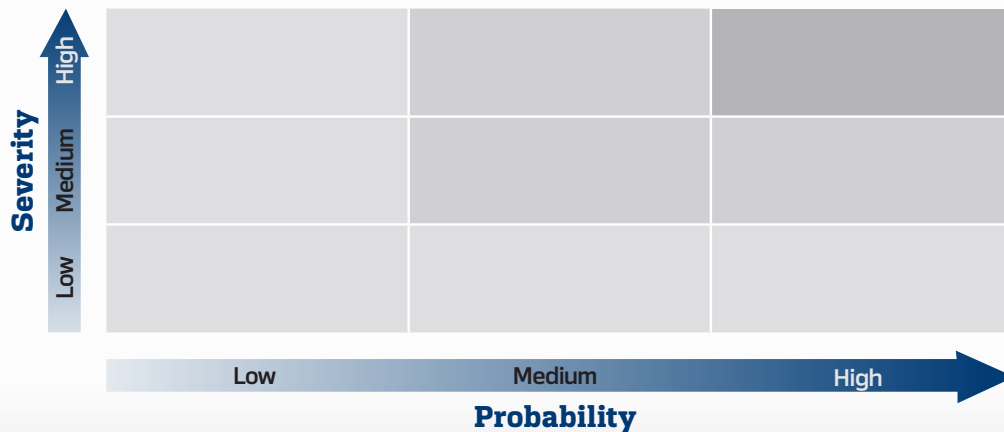 Severity
High
Medium
Low
Low Medium High
Probability